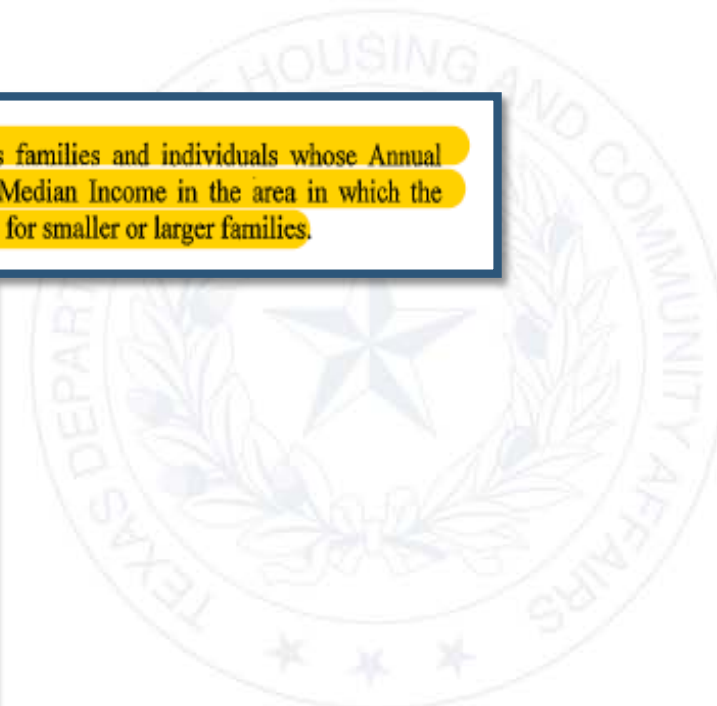 s families and individuals whose Annual
Median Income in the area in which the
for smaller or larger families.
HOUSING AND COMMUNITY AFFAIRS
TEXAS DEPAR